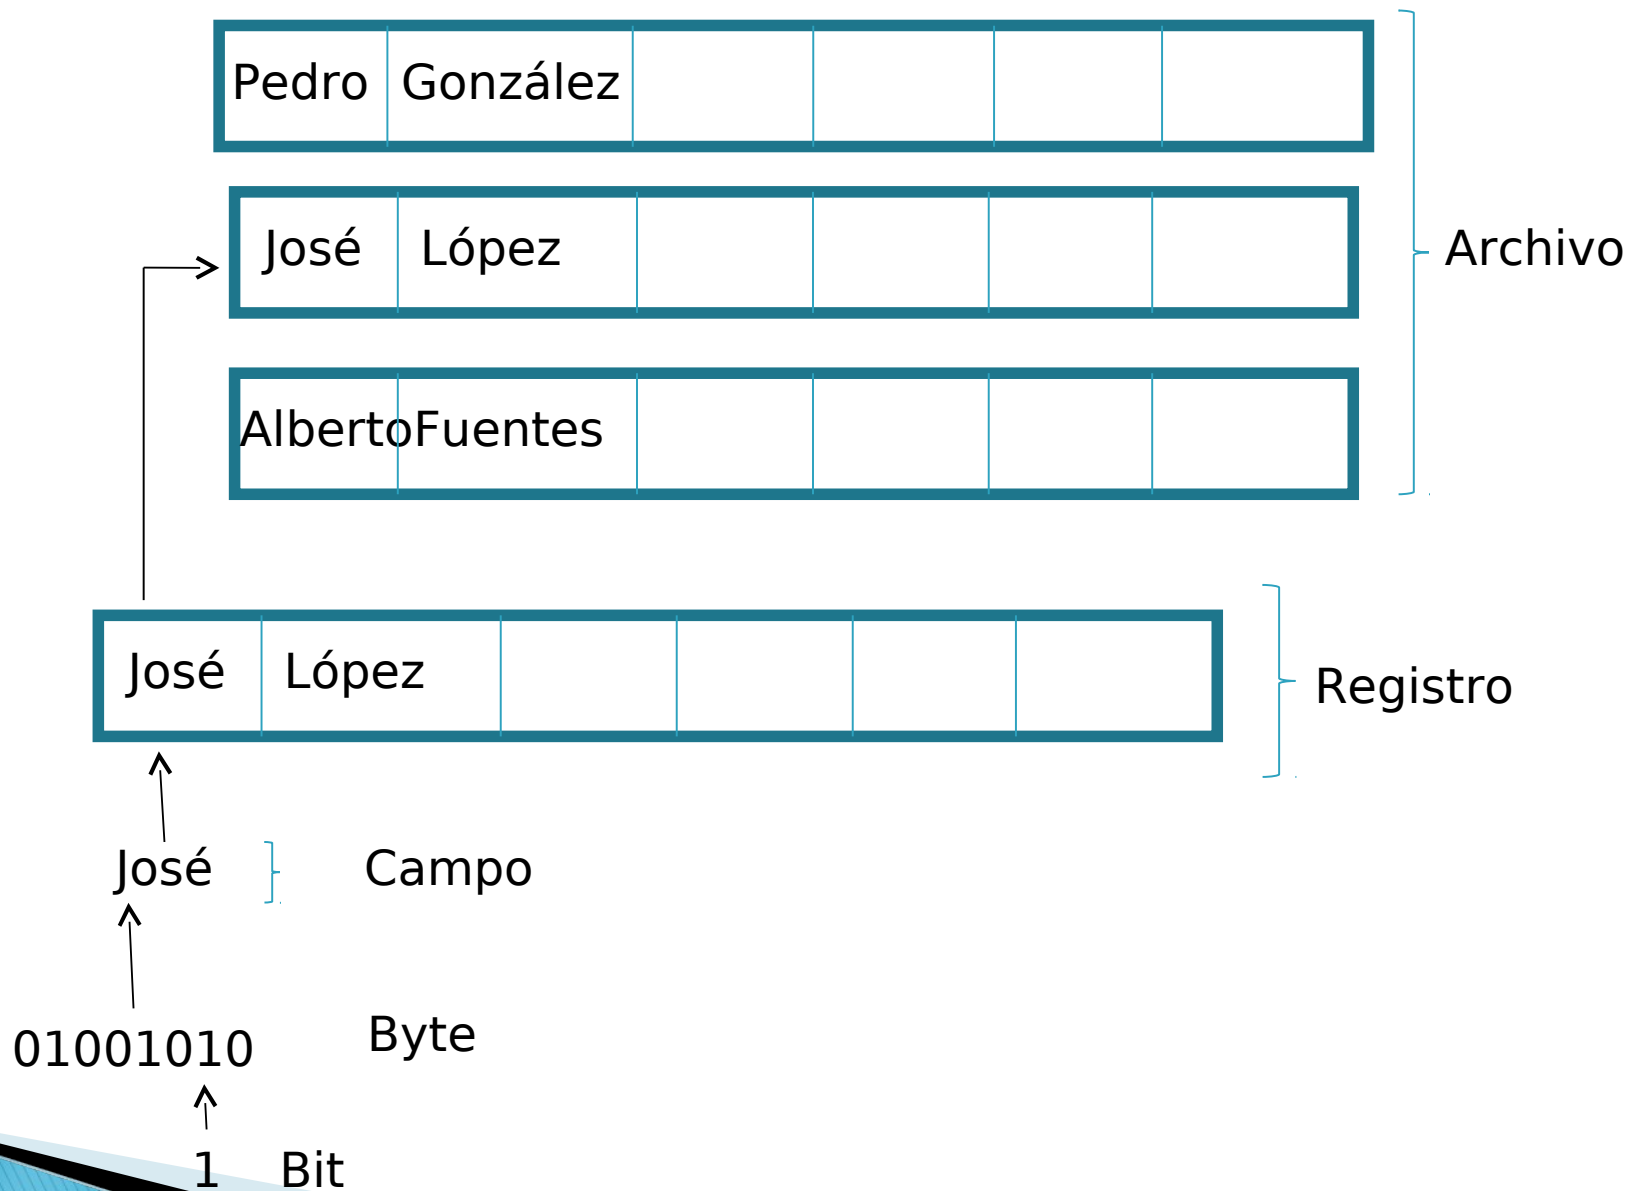 Pedro González
José López
Archivo
AlbertoFuentes
José López
Registro
José Campo
Byte
01001010
1 Bit